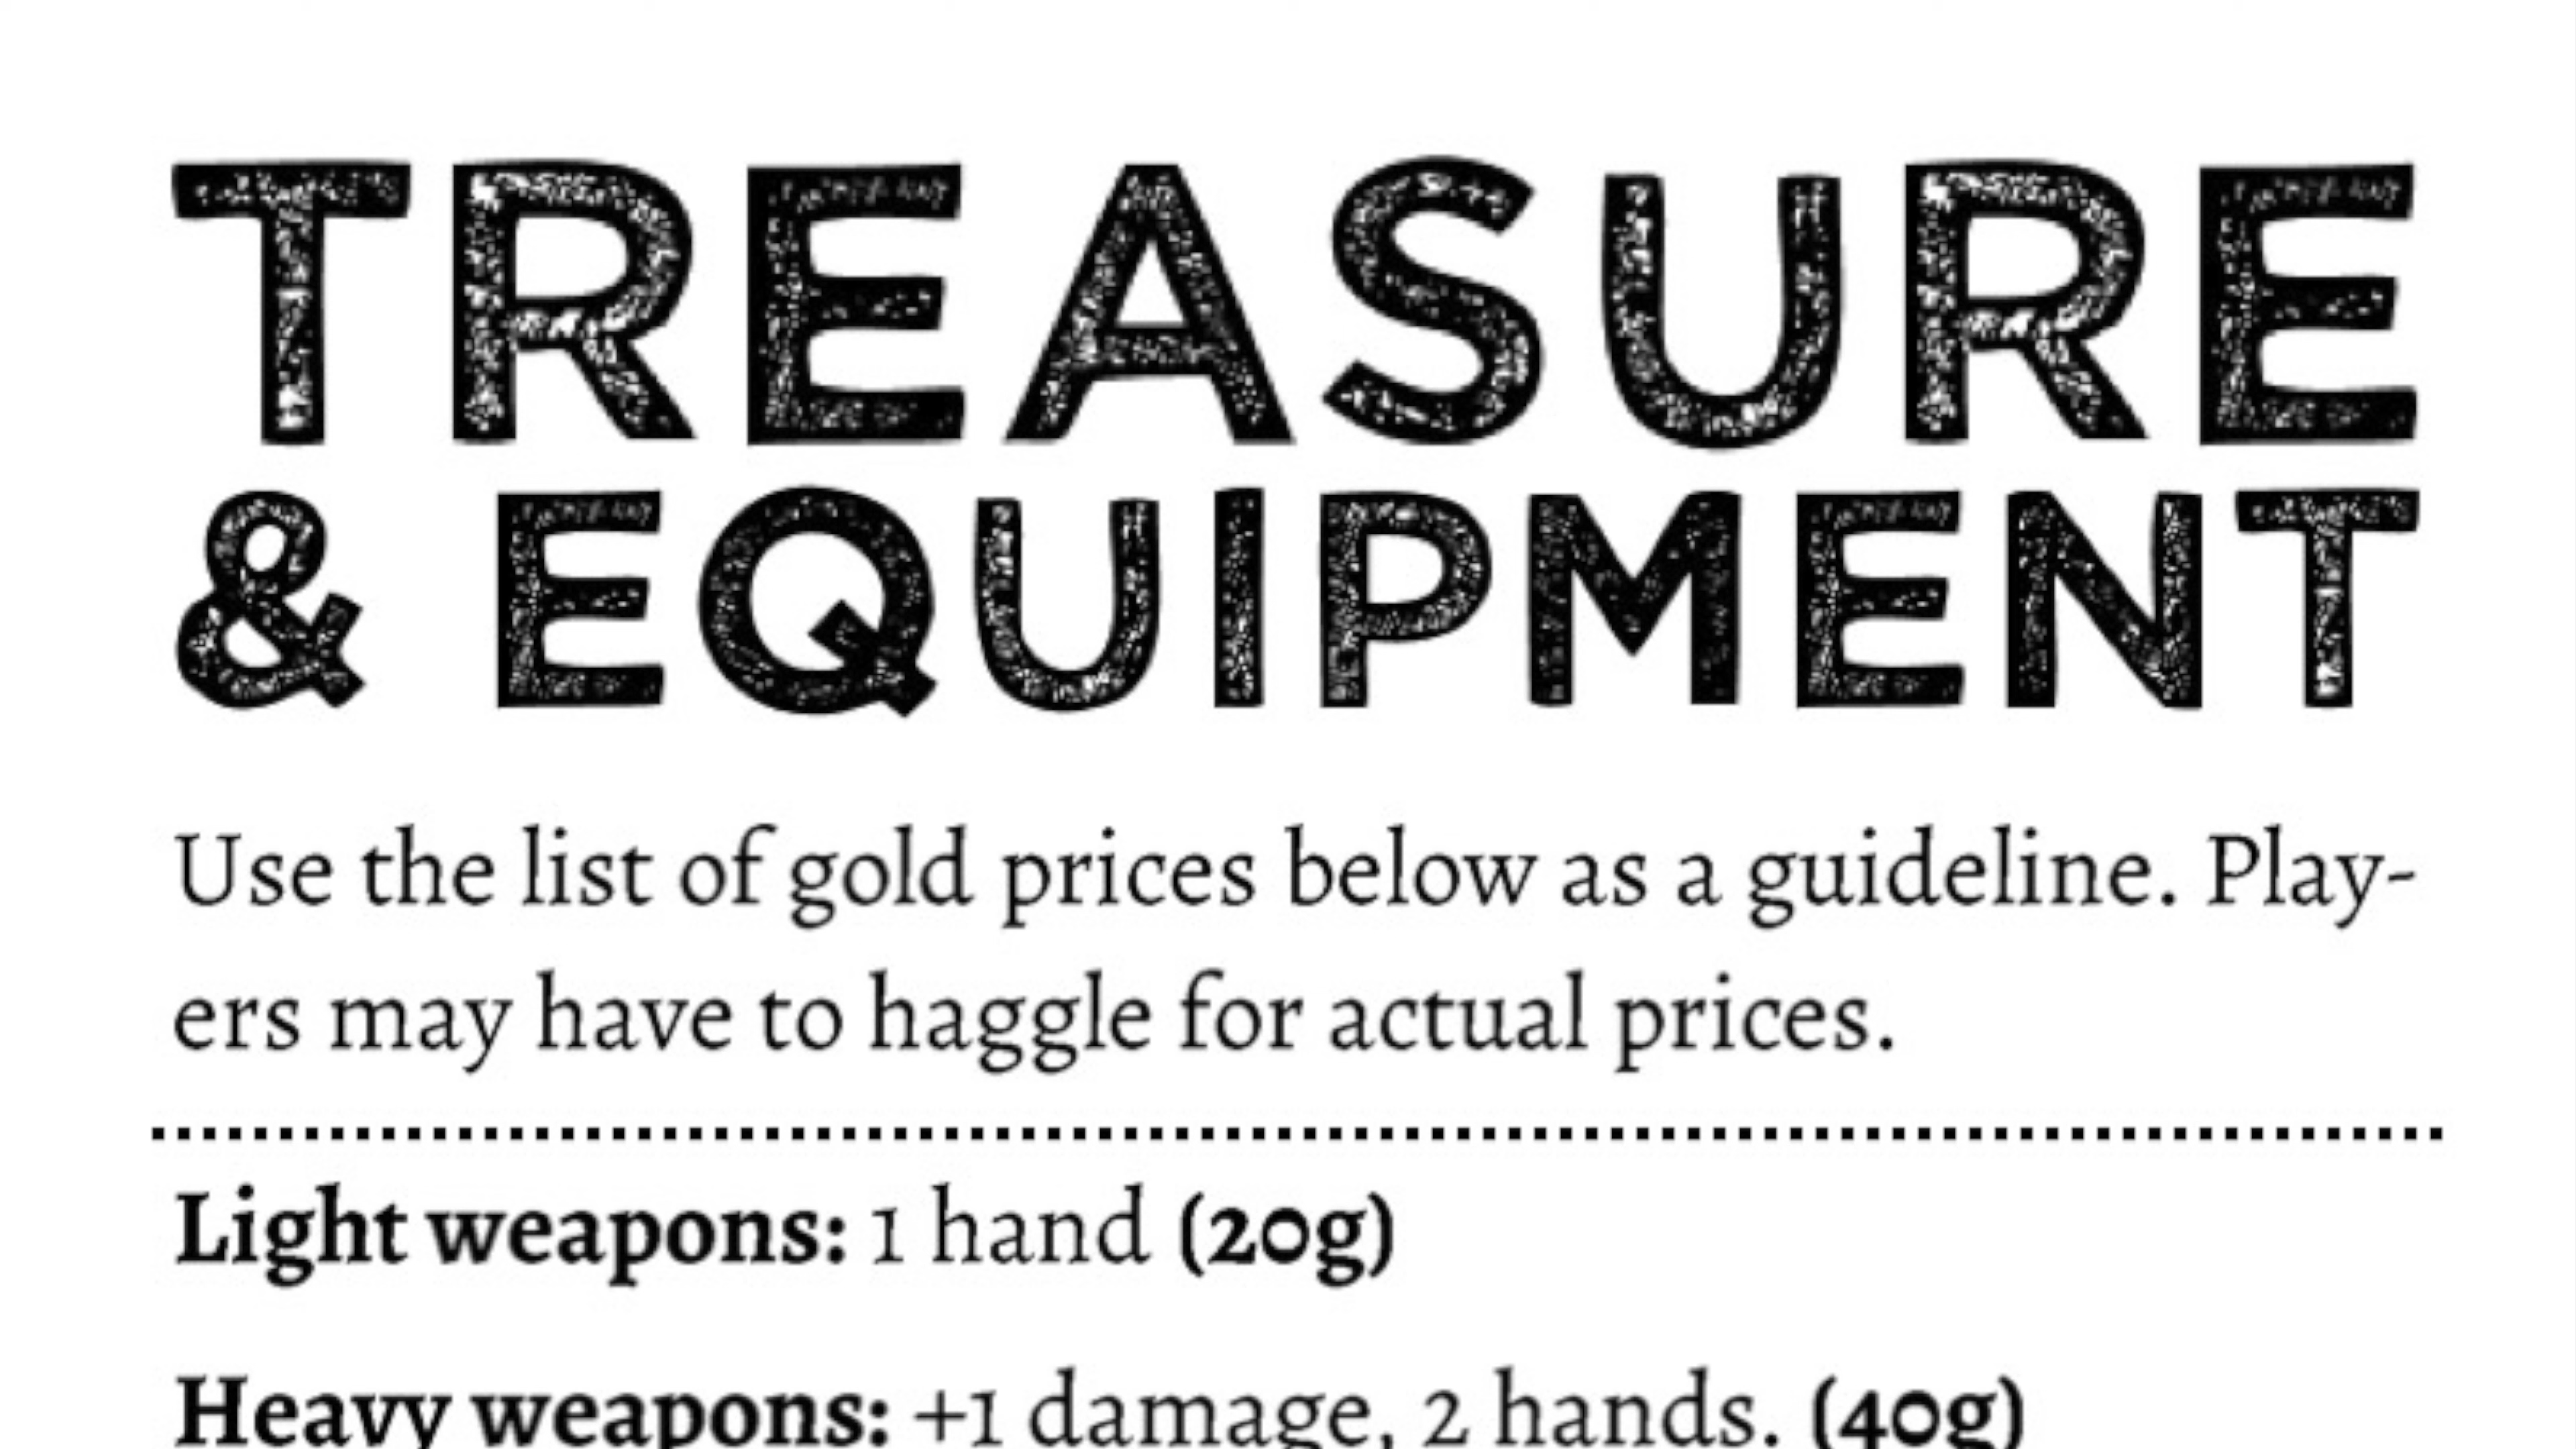 TREASURE
& EQUIPMENT
Use the list of gold prices below as a guideline. Play-
ers may have to haggle for actual prices.
Light weapons: 1 hand (20g)
Heavy weapons: +1 damage, 2 hands. (40g)